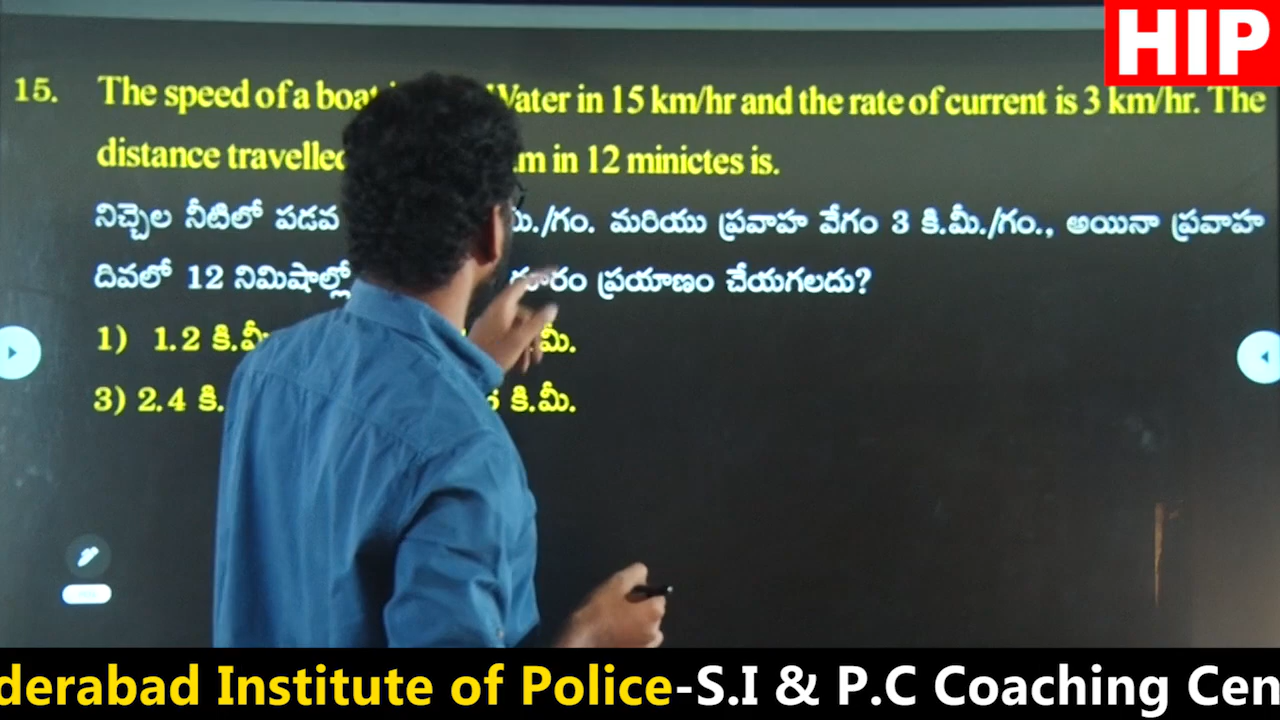 HIP
15. The speed of a boat Water in 15 km/hr and the rate of current is 3 km/hr. The
distance travelled in 12 minictes is.
నిచ్చెల నీటిలో పడవ /గం. మరియు ప్రవాహ వేగం 3 కి.మీ./గం., అయినా ప్రవాహ
దివలో 12 నిమిషాల్లో దూరం ప్రయాణం చేయగలదు?
1) 1.2 కి.మీ మీ.
3) 2.4 కి. కి.మీ.
derabad Institute of Police-S.I & P.C Coaching Cen